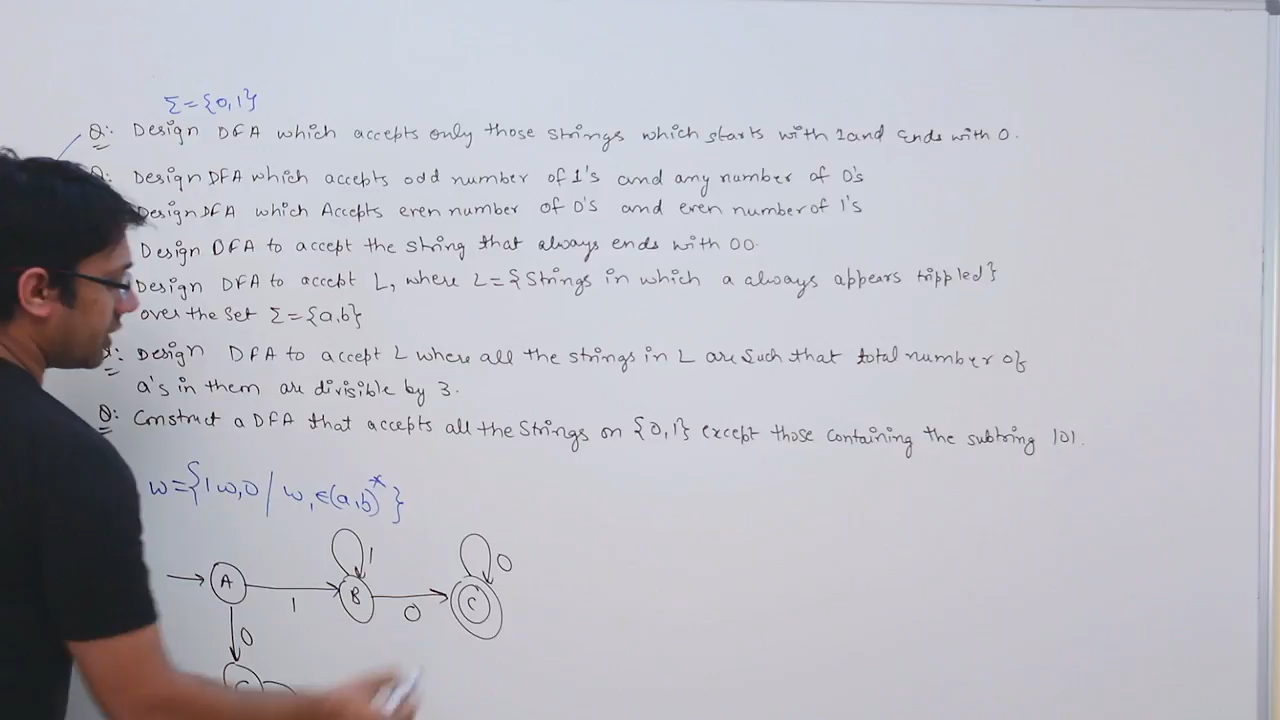 Σ={0,1}
Q: Design DFA which accepts only those strings which starts with 1 and Ends with 0.
Q: Design DFA which accepts odd number of 1's and any number of 0's
Design DFA which Accepts even number of 0's and even number of 1's
Design DFA to accept the string that always ends with 00.
Design DFA to accept L, where L={Strings in which a always appears trippled}
over the set Σ={a,b}
Q: Design DFA to accept L where all the strings in L are such that total number of
a's in them are divisible by 3.
Q: Construct a DFA that accepts all the strings on {0,1} except those containing the subtring 101.
w={1w,0 / w,∈(a,b)*}
1 0
A 1 B 0 C
0